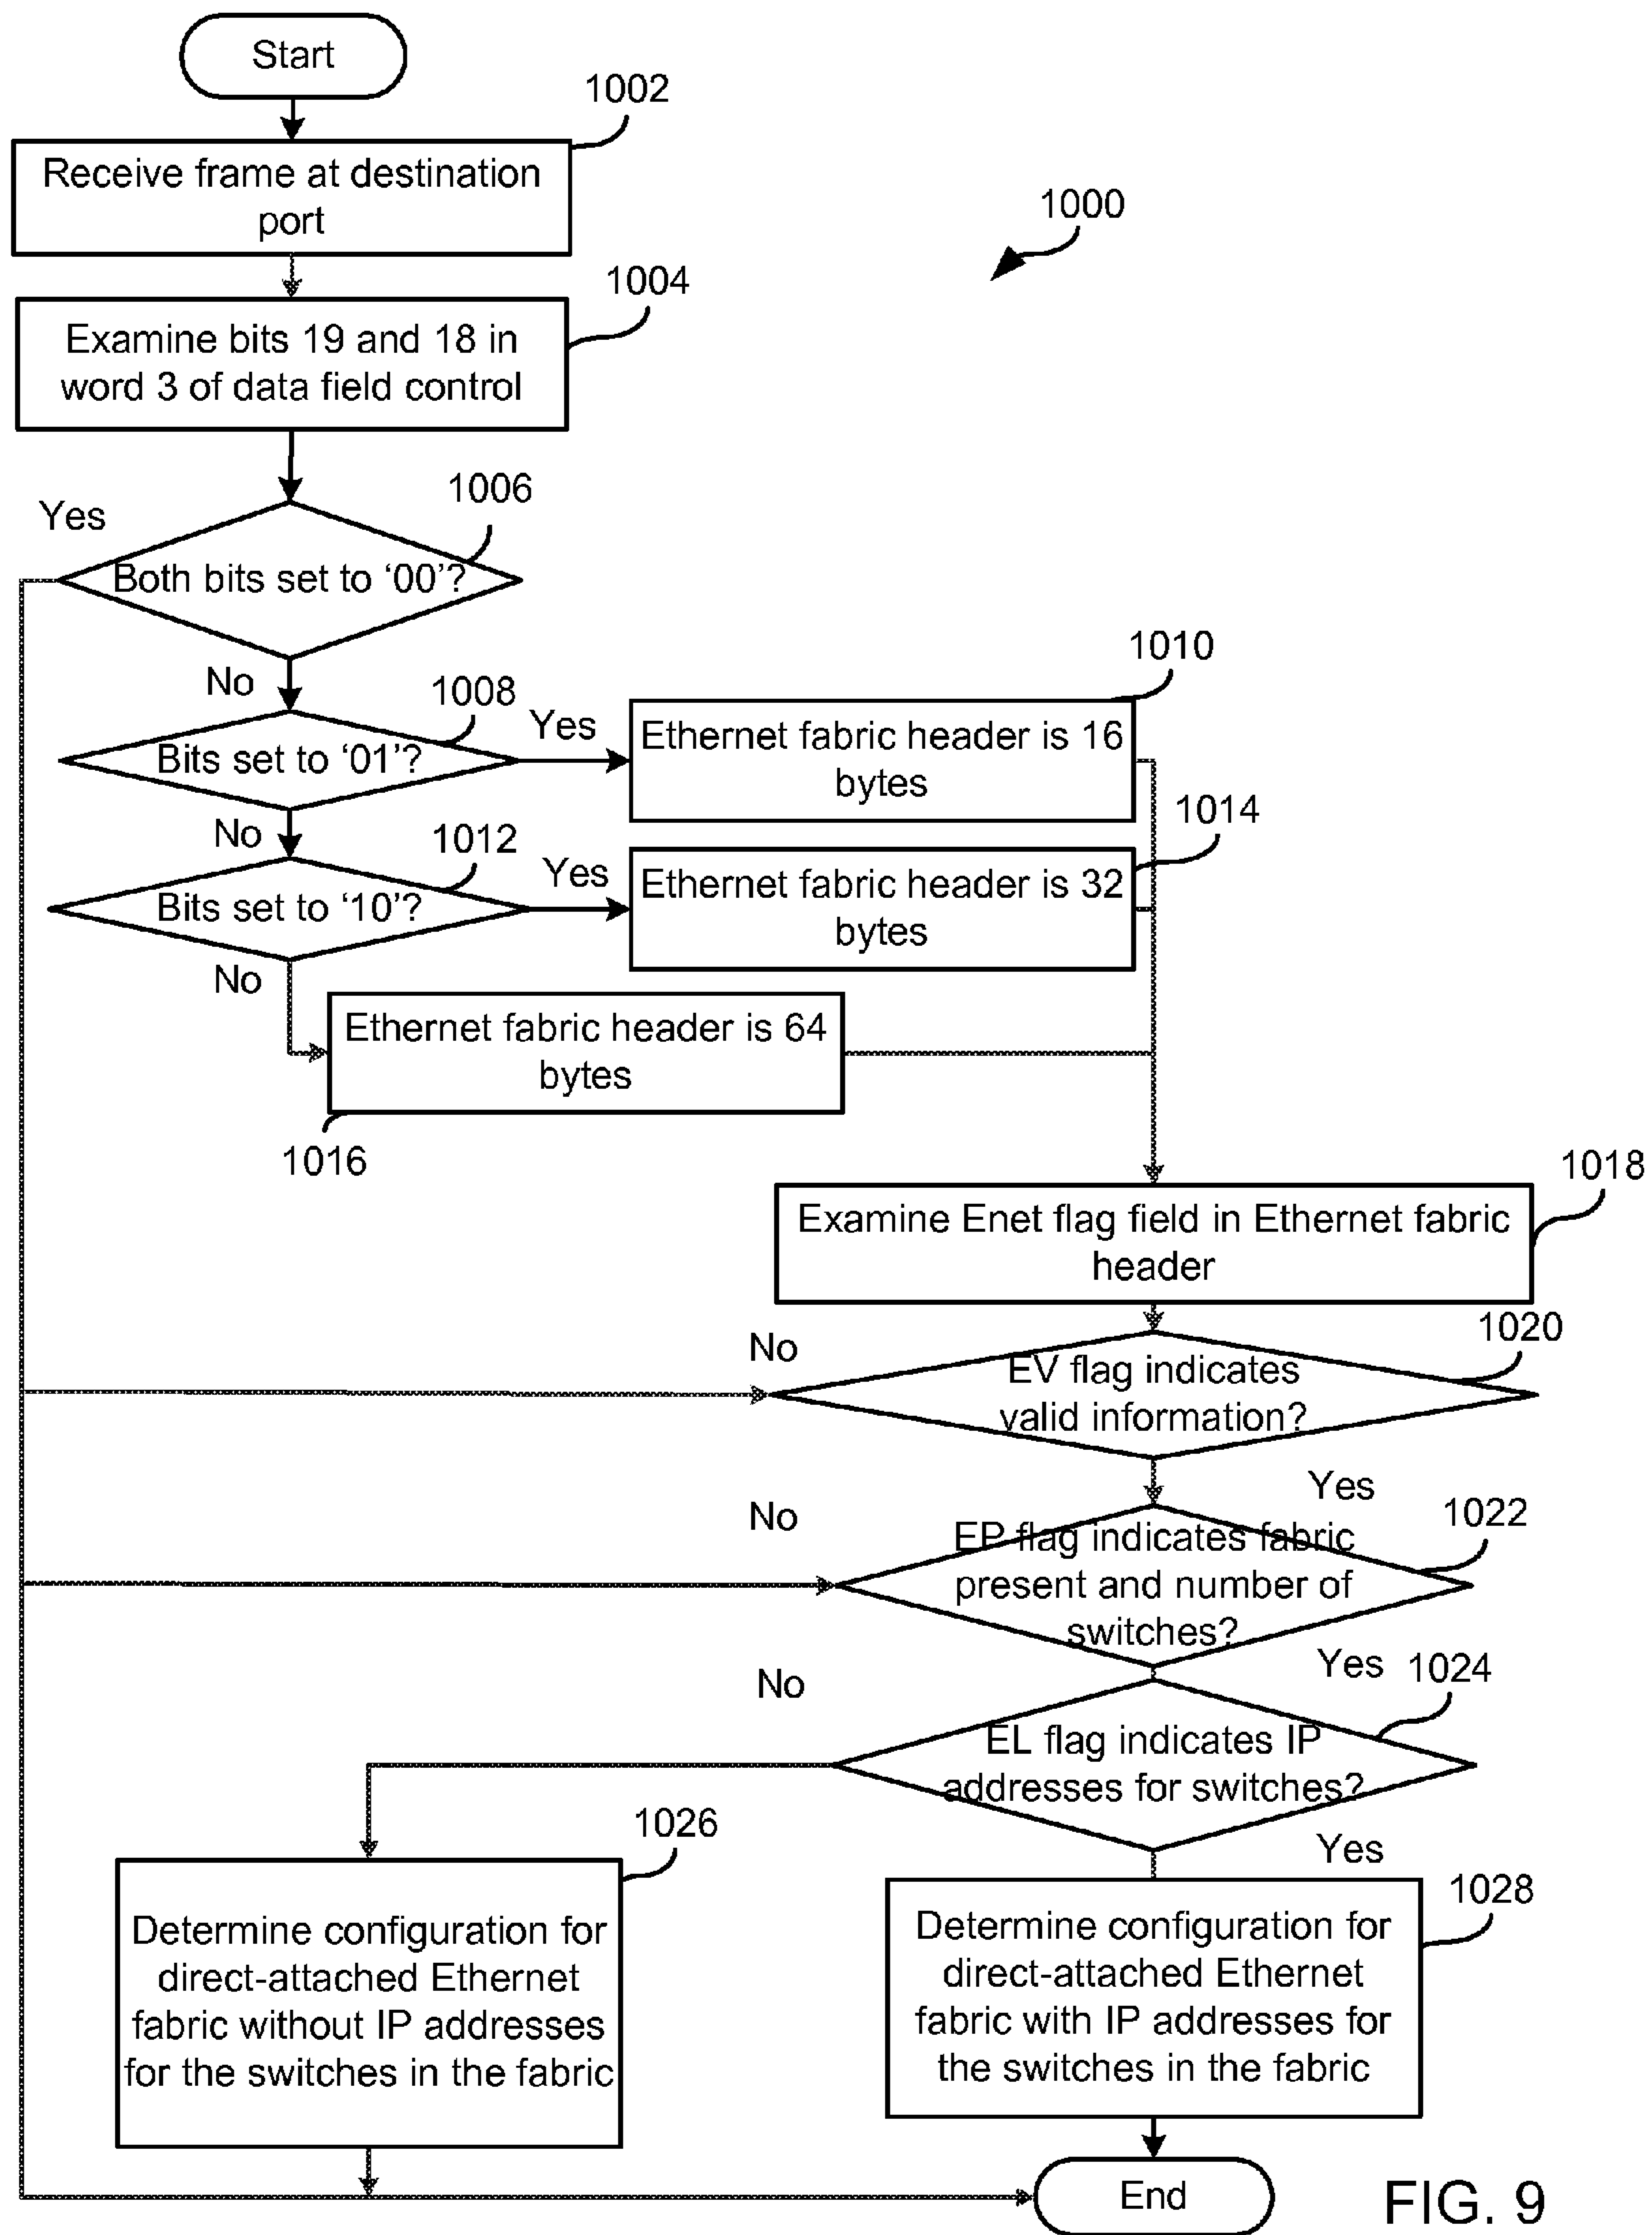 Start
1002
Receive frame at destination
port
1000
1004
Examine bits 19 and 18 in
word 3 of data field control
1006
Yes
Both bits set to ‘00’?
No
1008
Bits set to ‘01’?
Yes
1010
Ethernet fabric header is 16
bytes
No
1012
Bits set to ‘10’?
Yes
1014
Ethernet fabric header is 32
bytes
No
Ethernet fabric header is 64
bytes
1016
1018
Examine Enet flag field in Ethernet fabric
header
1020
No
EV flag indicates
valid information?
Yes
1022
No
EP flag indicates fabric
present and number of
switches?
Yes
1024
No
EL flag indicates IP
addresses for switches?
Yes
1026
Determine configuration for
direct-attached Ethernet
fabric without IP addresses
for the switches in the fabric
1028
Determine configuration for
direct-attached Ethernet
fabric with IP addresses for
the switches in the fabric
End
FIG. 9